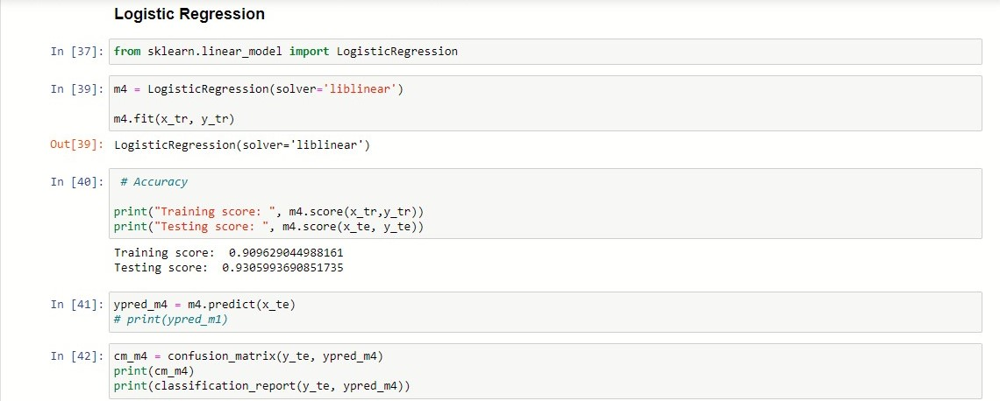 Logistic Regression
In [37]: from sklearn.linear_model import LogisticRegression
In [39]: m4 = LogisticRegression(solver='liblinear')
m4.fit(x_tr, y_tr)
Out[39]: LogisticRegression(solver='liblinear')
In [40]: # Accuracy
print("Training score: ", m4.score(x_tr,y_tr))
print("Testing score: ", m4.score(x_te, y_te))
Training score:  0.909629044988161
Testing score:  0.9305993690851735
In [41]: ypred_m4 = m4.predict(x_te)
# print(ypred_m1)
In [42]: cm_m4 = confusion_matrix(y_te, ypred_m4)
print(cm_m4)
print(classification_report(y_te, ypred_m4))